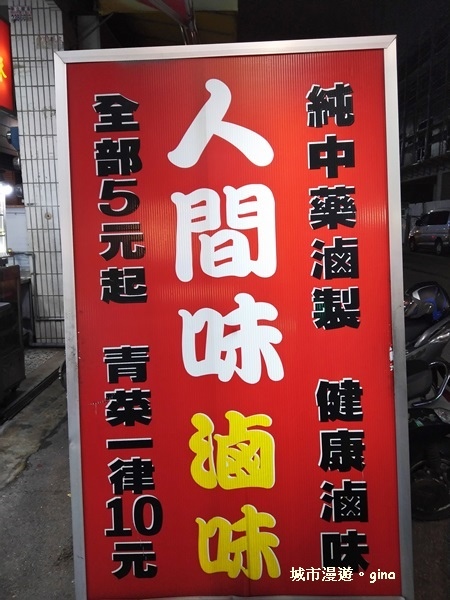 純中藥滷製 健康滷味
人間味滷味
全部5元起 青菜一律10元
城市漫遊。gina